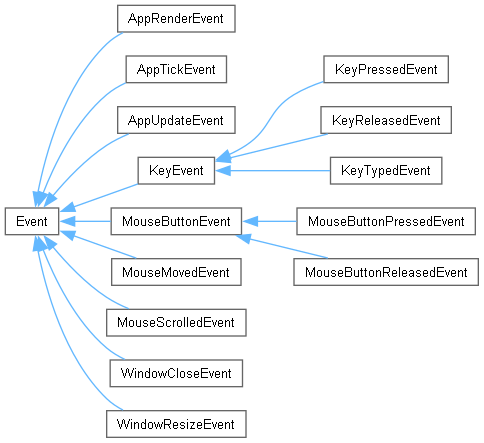 AppRenderEvent
AppTickEvent
KeyPressedEvent
AppUpdateEvent
KeyReleasedEvent
KeyEvent
KeyTypedEvent
Event
MouseButtonEvent
MouseButtonPressedEvent
MouseMovedEvent
MouseButtonReleasedEvent
MouseScrolledEvent
WindowCloseEvent
WindowResizeEvent